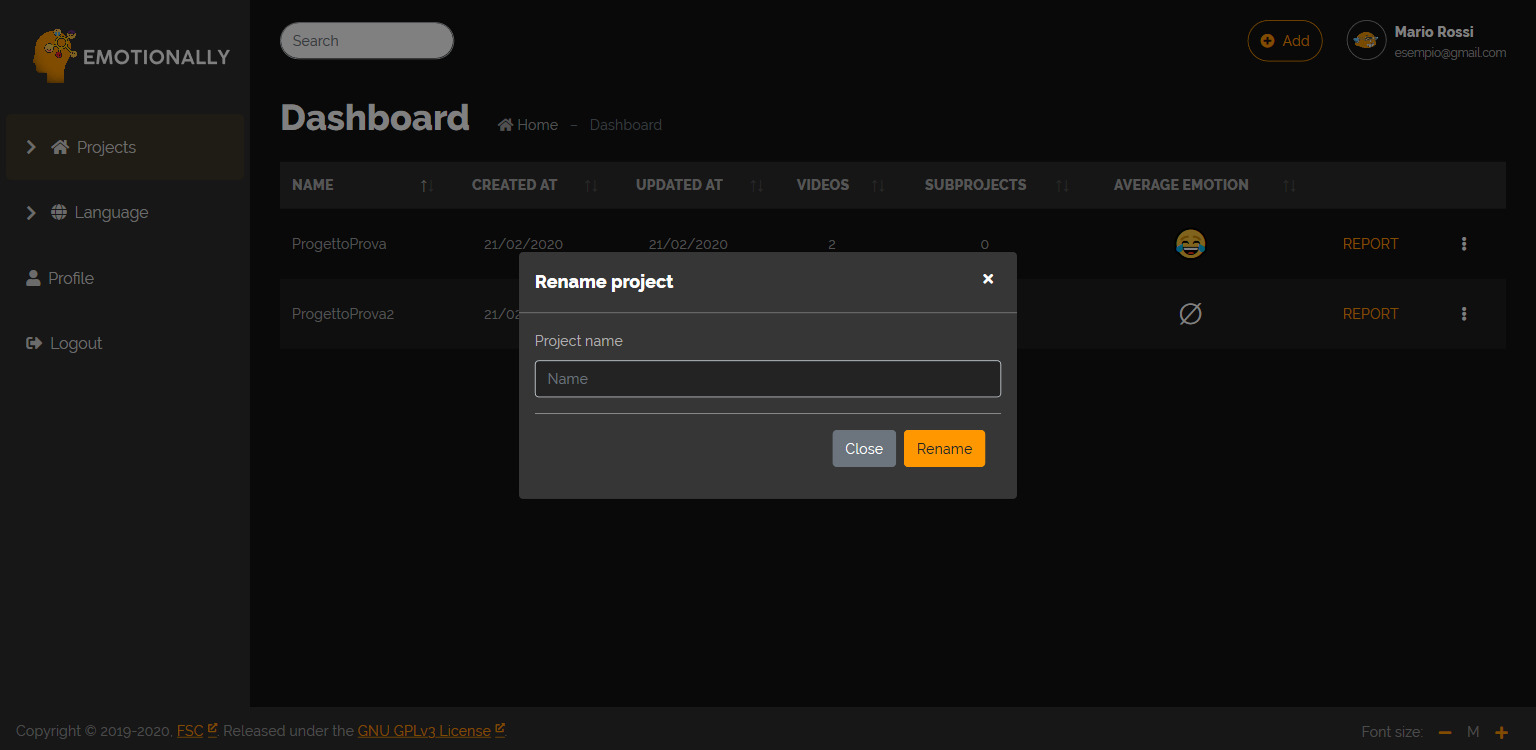 EMOTIONALLY
Search
Add
Mario Rossi
esempio@gmail.com
Projects
Language
Profile
Logout
Dashboard
Home – Dashboard
NAME CREATED AT UPDATED AT VIDEOS SUBPROJECTS AVERAGE EMOTION
ProgettoProva 21/02/2020 21/02/2020 2 0 REPORT
ProgettoProva2 21/02 REPORT
Rename project
Project name
Name
Close Rename
Copyright © 2019-2020, FSC. Released under the GNU GPLv3 License.
Font size: M